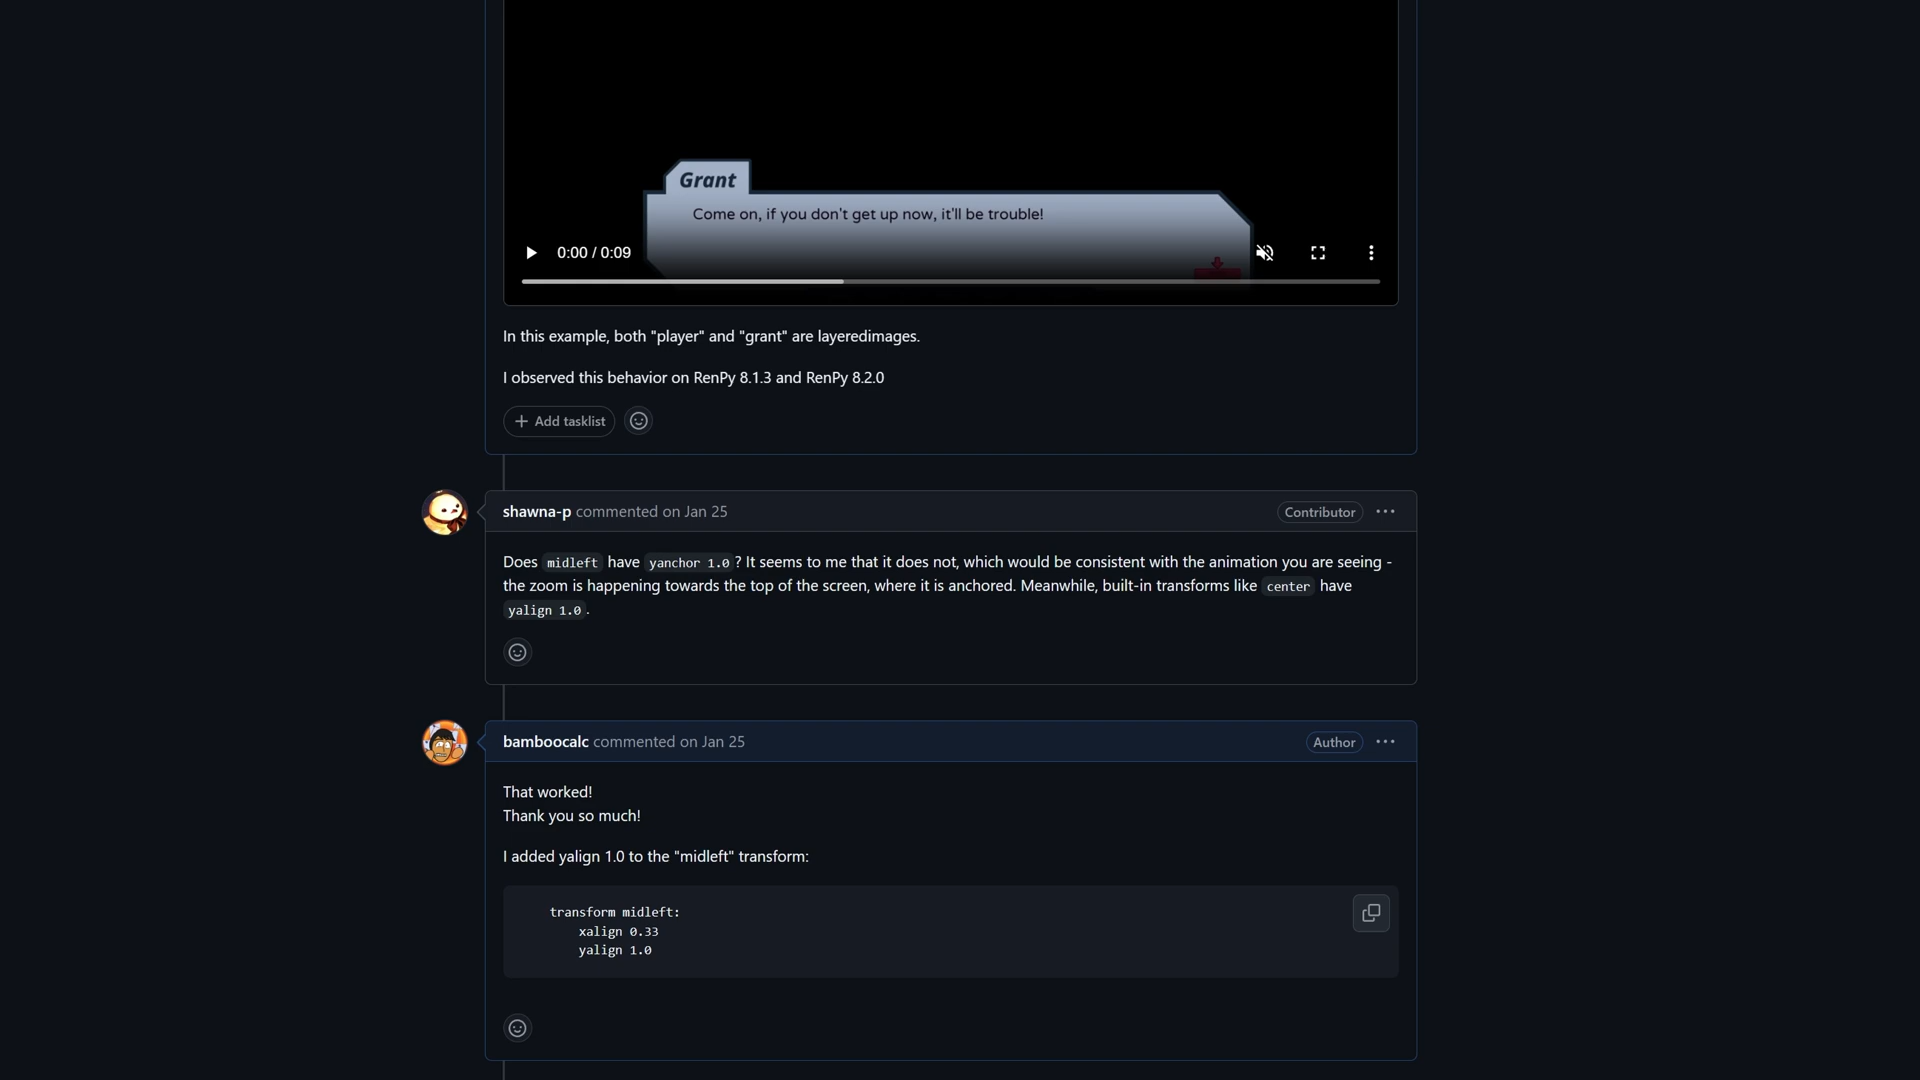 Grant
Come on, if you don't get up now, it'll be trouble!
0:00 / 0:09
In this example, both "player" and "grant" are layeredimages.
I observed this behavior on RenPy 8.1.3 and RenPy 8.2.0
Add tasklist
shawna-p commented on Jan 25
Contributor
Does midleft have yanchor 1.0? It seems to me that it does not, which would be consistent with the animation you are seeing -
the zoom is happening towards the top of the screen, where it is anchored. Meanwhile, built-in transforms like center have
yalign 1.0.
bamboocalc commented on Jan 25
Author
That worked!
Thank you so much!
I added yalign 1.0 to the "midleft" transform:
transform midleft:
xalign 0.33
yalign 1.0